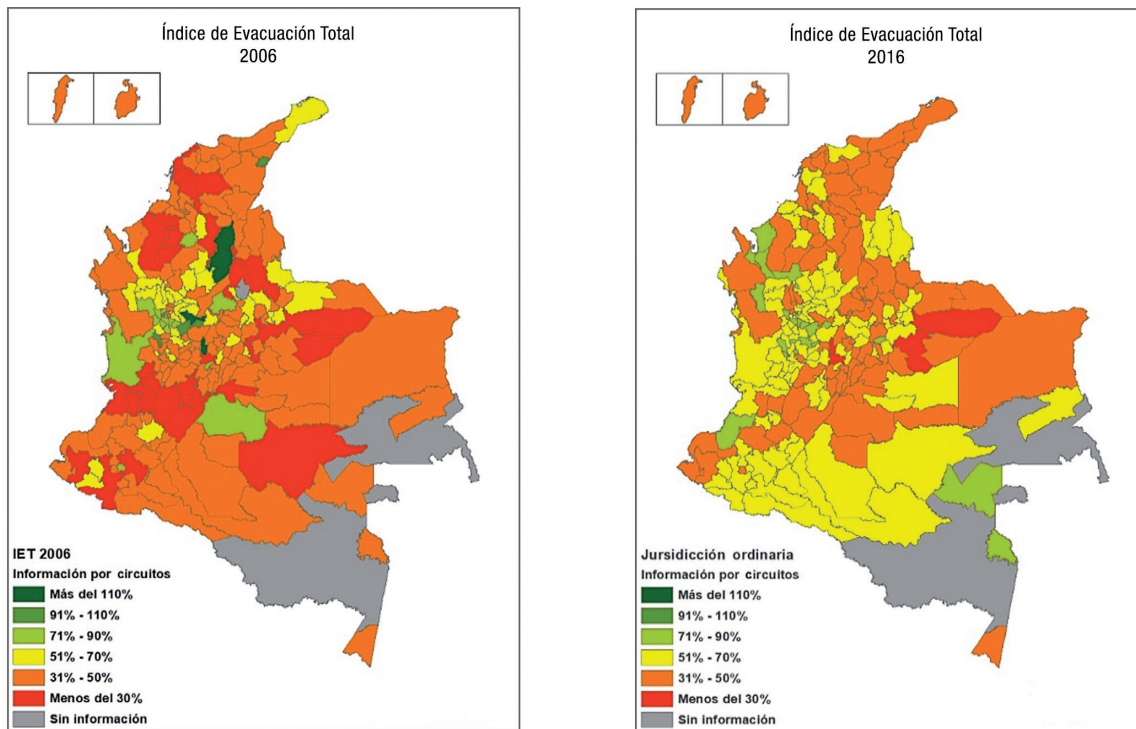 Índice de Evacuación Total
2006
IET 2006
Información por circuitos
Más del 110%
91% - 110%
71% - 90%
51% - 70%
31% - 50%
Menos del 30%
Sin información
Índice de Evacuación Total
2016
Jursidicción ordinaria
Información por circuitos
Más del 110%
91% - 110%
71% - 90%
51% - 70%
31% - 50%
Menos del 30%
Sin información